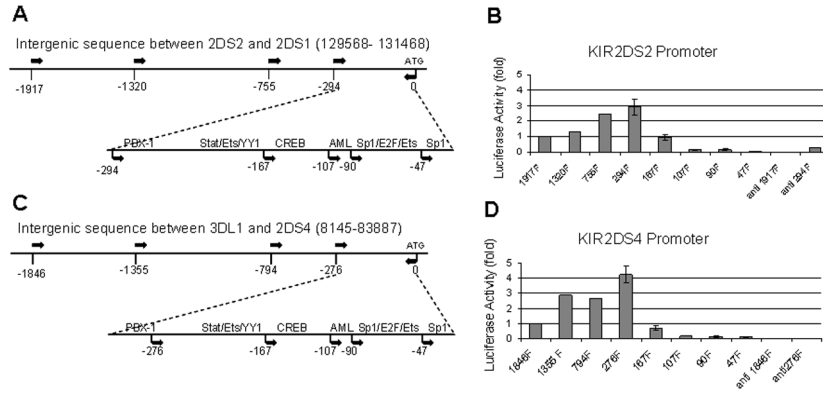 A
Intergenic sequence between 2DS2 and 2DS1 (129568- 131468)
ATG
-1917 -1320 -755 -294 0
PBX-1 Stat/Ets/YY1 CREB AML Sp1/E2F/Ets Sp1
-294 -167 -107 -90 -47
B
KIR2DS2 Promoter
Luciferase Activity (fold)
5
4
3
2
1
0
1917F 1320F 755F 294F 167F 107F 90F 47F anti 1917F anti 294F
C
Intergenic sequence between 3DL1 and 2DS4 (8145-83887)
ATG
-1846 -1355 -794 -276 0
PBX-1 Stat/Ets/YY1 CREB AML Sp1/E2F/Ets Sp1
-276 -167 -107 -90 -47
D
KIR2DS4 Promoter
Luciferase Activity (fold)
6
5
4
3
2
1
0
1846F 1355 F 794F 276F 167F 107F 90F 47F anti 1846F anti276F